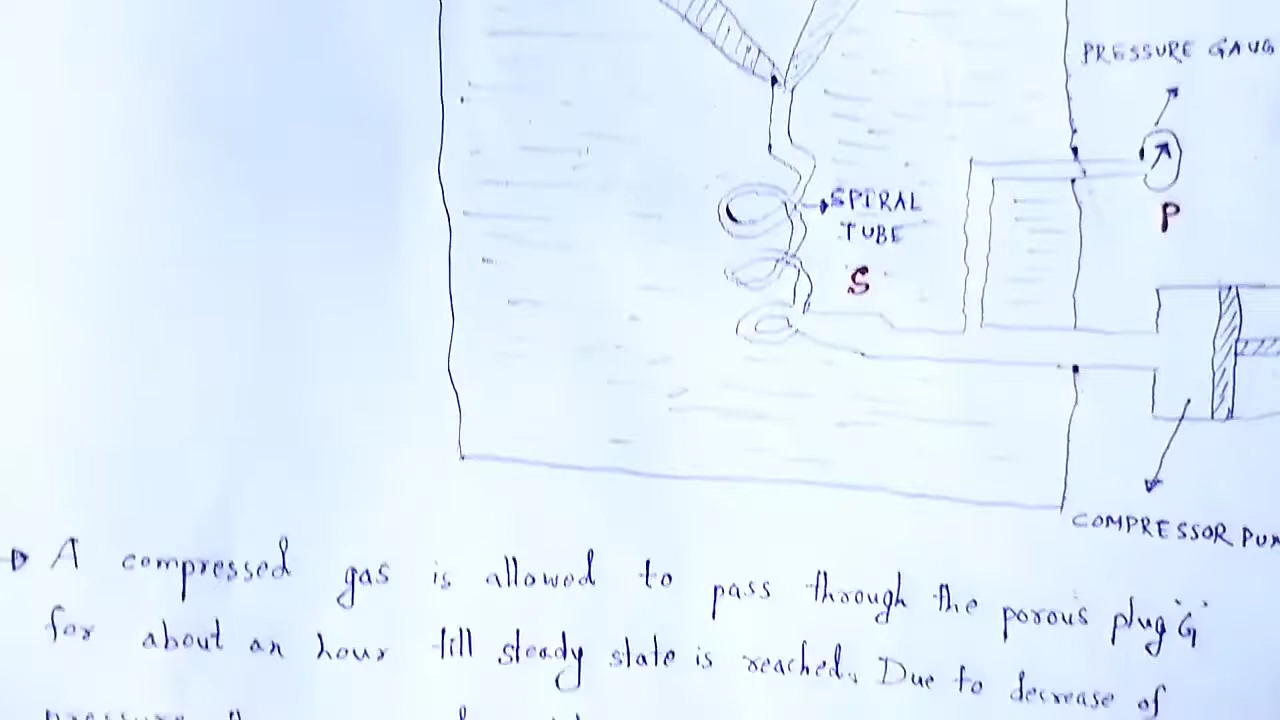 PRESSURE GAUG
P
SPIRAL
TUBE
S
COMPRESSOR PUM
A compressed gas is allowed to pass through the porous plug 'G'
for about an hour till steady state is reached. Due to decrease of